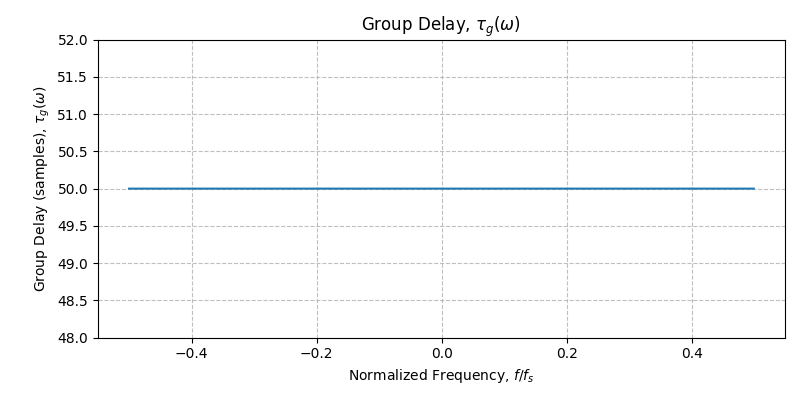 Group Delay, τg(ω)
Group Delay (samples), τg(ω)
52.0
51.5
51.0
50.5
50.0
49.5
49.0
48.5
48.0
−0.4 −0.2 0.0 0.2 0.4
Normalized Frequency, f/fs